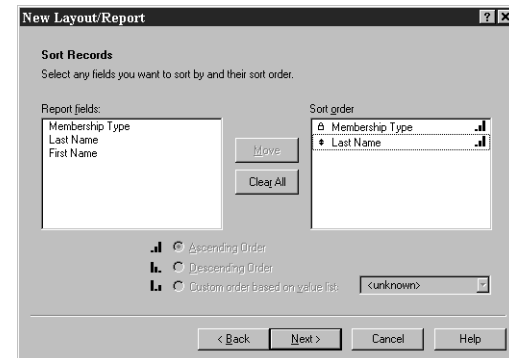 New Layout/Report
Sort Records
Select any fields you want to sort by and their sort order.
Report fields:
Membership Type
Last Name
First Name
Move
Clear All
Sort order
Membership Type
Last Name
Ascending Order
Descending Order
Custom order based on value list
<unknown>
< Back
Next >
Cancel
Help